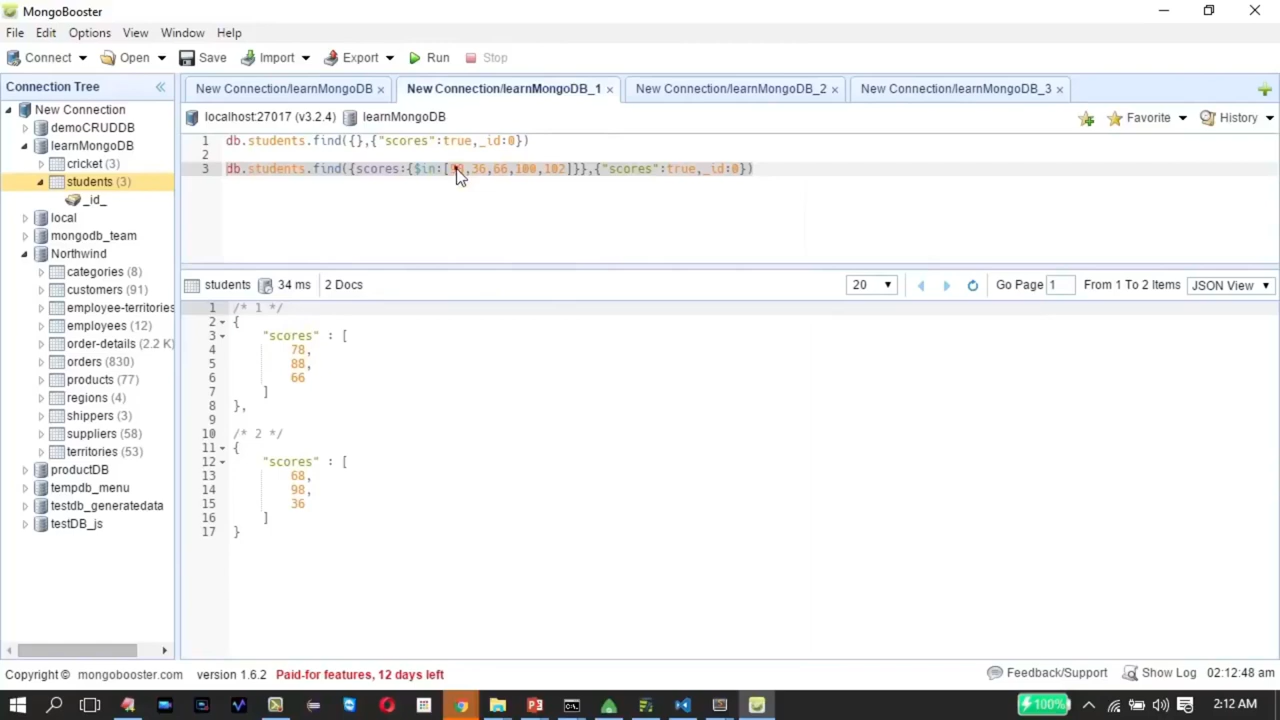 MongoBooster
File Edit Options View Window Help
Connect Open Save Import Export Run Stop
Connection Tree
New Connection
demoCRUDDB
learnMongoDB
cricket (3)
students (3)
_id_
local
mongodb_team
Northwind
categories (8)
customers (91)
employee-territories
employees (12)
order-details (2.2 K)
orders (830)
products (77)
regions (4)
shippers (3)
suppliers (58)
territories (53)
productDB
tempdb_menu
testdb_generatedata
testDB_js
New Connection/learnMongoDB New Connection/learnMongoDB_1 New Connection/learnMongoDB_2 New Connection/learnMongoDB_3
localhost:27017 (v3.2.4) learnMongoDB Favorite History
1 db.students.find({},{"scores":true,_id:0})
2
3 db.students.find({scores:{$in:[ ,36,66,100,102]}},{"scores":true,_id:0})
students 34 ms 2 Docs 20 Go Page 1 From 1 To 2 Items JSON View
1 /* 1 */
2 {
3 "scores" : [
4 78,
5 88,
6 66
7 ]
8 },
9
10 /* 2 */
11 {
12 "scores" : [
13 68,
14 98,
15 36
16 ]
17 }
Copyright © mongobooster.com version 1.6.2 Paid-for features, 12 days left Feedback/Support Show Log 02:12:48 am
100% 2:12 AM